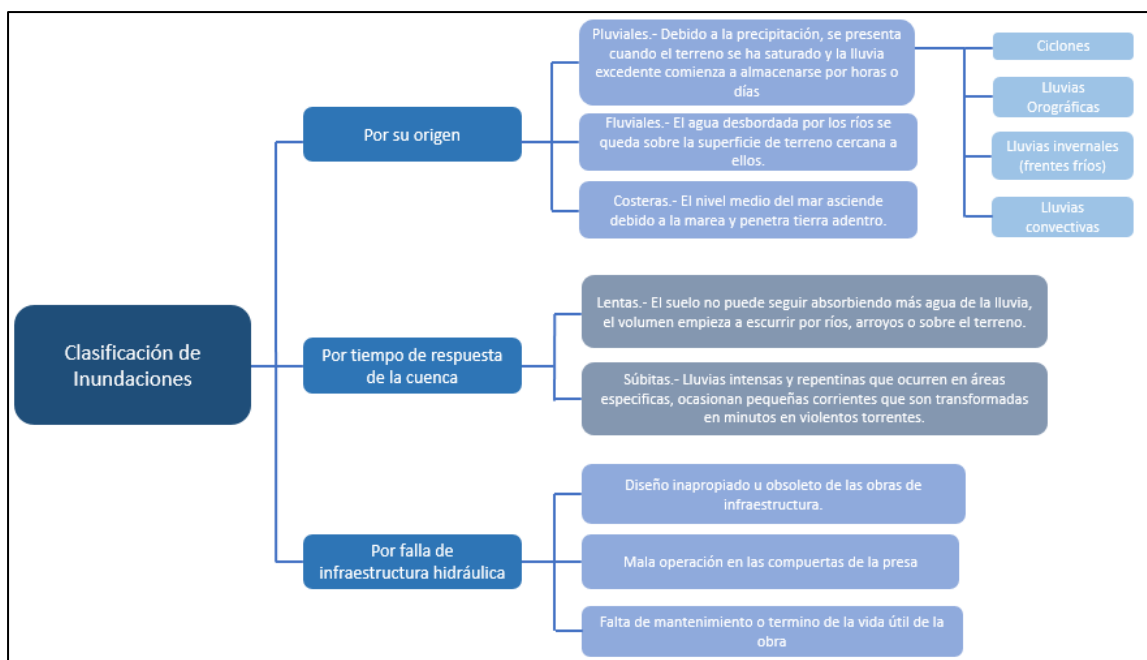 Clasificación de
Inundaciones
Por su origen
Pluviales.- Debido a la precipitación, se presenta
cuando el terreno se ha saturado y la lluvia
excedente comienza a almacenarse por horas o
días
Ciclones
Lluvias
Orográficas
Lluvias invernales
(frentes fríos)
Lluvias
convectivas
Fluviales.- El agua desbordada por los ríos se
queda sobre la superficie de terreno cercana a
ellos.
Costeras.- El nivel medio del mar asciende
debido a la marea y penetra tierra adentro.
Por tiempo de respuesta
de la cuenca
Lentas.- El suelo no puede seguir absorbiendo más agua de la lluvia,
el volumen empieza a escurrir por ríos, arroyos o sobre el terreno.
Súbitas.- Lluvias intensas y repentinas que ocurren en áreas
especificas, ocasionan pequeñas corrientes que son transformadas
en minutos en violentos torrentes.
Por falla de
infraestructura hidráulica
Diseño inapropiado u obsoleto de las obras de
infraestructura.
Mala operación en las compuertas de la presa
Falta de mantenimiento o termino de la vida útil de la
obra